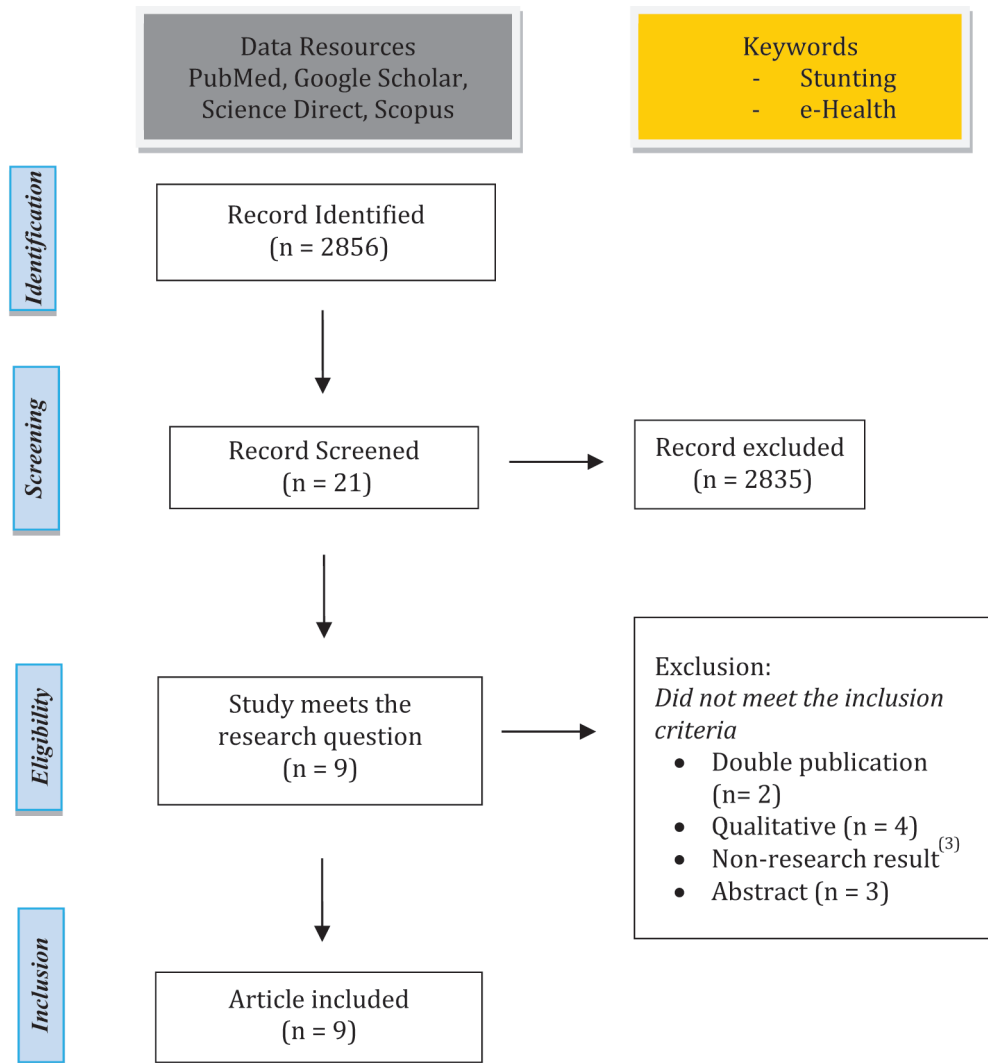 Data Resources
PubMed, Google Scholar,
Science Direct, Scopus
Keywords
- Stunting
- e-Health
Identification
Record Identified
(n = 2856)
Screening
Record Screened
(n = 21)
Record excluded
(n = 2835)
Eligibility
Study meets the
research question
(n = 9)
Exclusion:
Did not meet the inclusion
criteria
• Double publication
(n= 2)
• Qualitative (n = 4)
• Non-research result(3)
• Abstract (n = 3)
Inclusion
Article included
(n = 9)